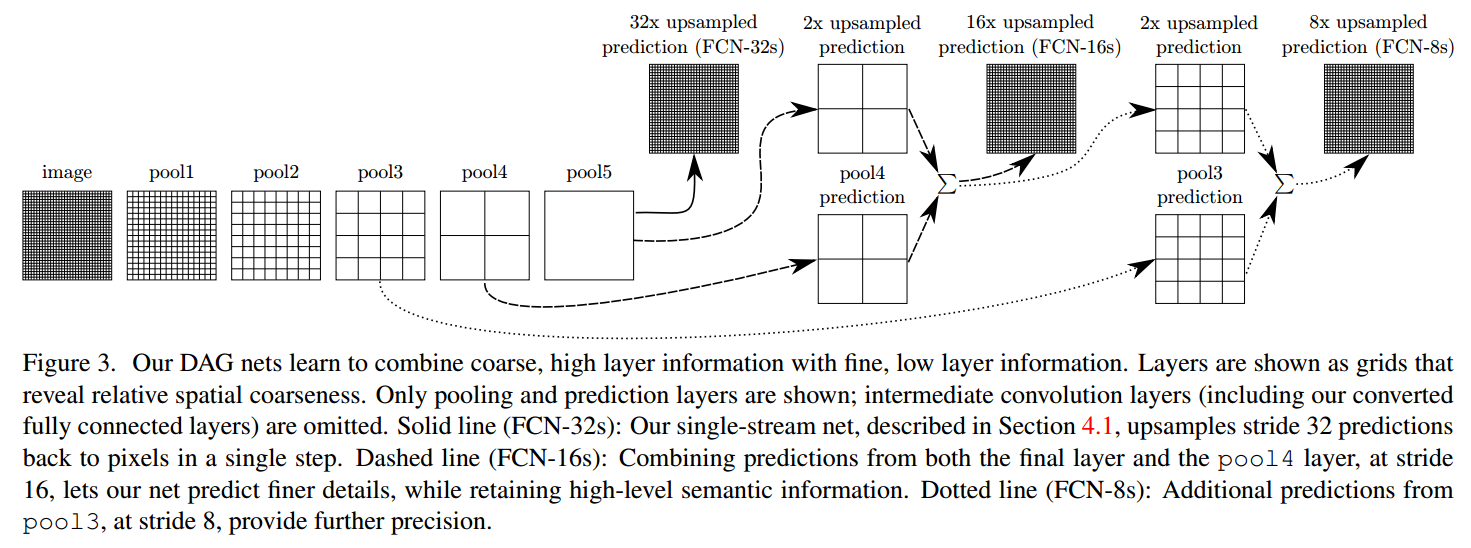 32x upsampled
prediction (FCN-32s)
2x upsampled
prediction
16x upsampled
prediction (FCN-16s)
2x upsampled
prediction
8x upsampled
prediction (FCN-8s)
image
pool1
pool2
pool3
pool4
pool5
pool4
prediction
Σ
pool3
prediction
Σ
Figure 3. Our DAG nets learn to combine coarse, high layer information with fine, low layer information. Layers are shown as grids that
reveal relative spatial coarseness. Only pooling and prediction layers are shown; intermediate convolution layers (including our converted
fully connected layers) are omitted. Solid line (FCN-32s): Our single-stream net, described in Section 4.1, upsamples stride 32 predictions
back to pixels in a single step. Dashed line (FCN-16s): Combining predictions from both the final layer and the pool4 layer, at stride
16, lets our net predict finer details, while retaining high-level semantic information. Dotted line (FCN-8s): Additional predictions from
pool3, at stride 8, provide further precision.